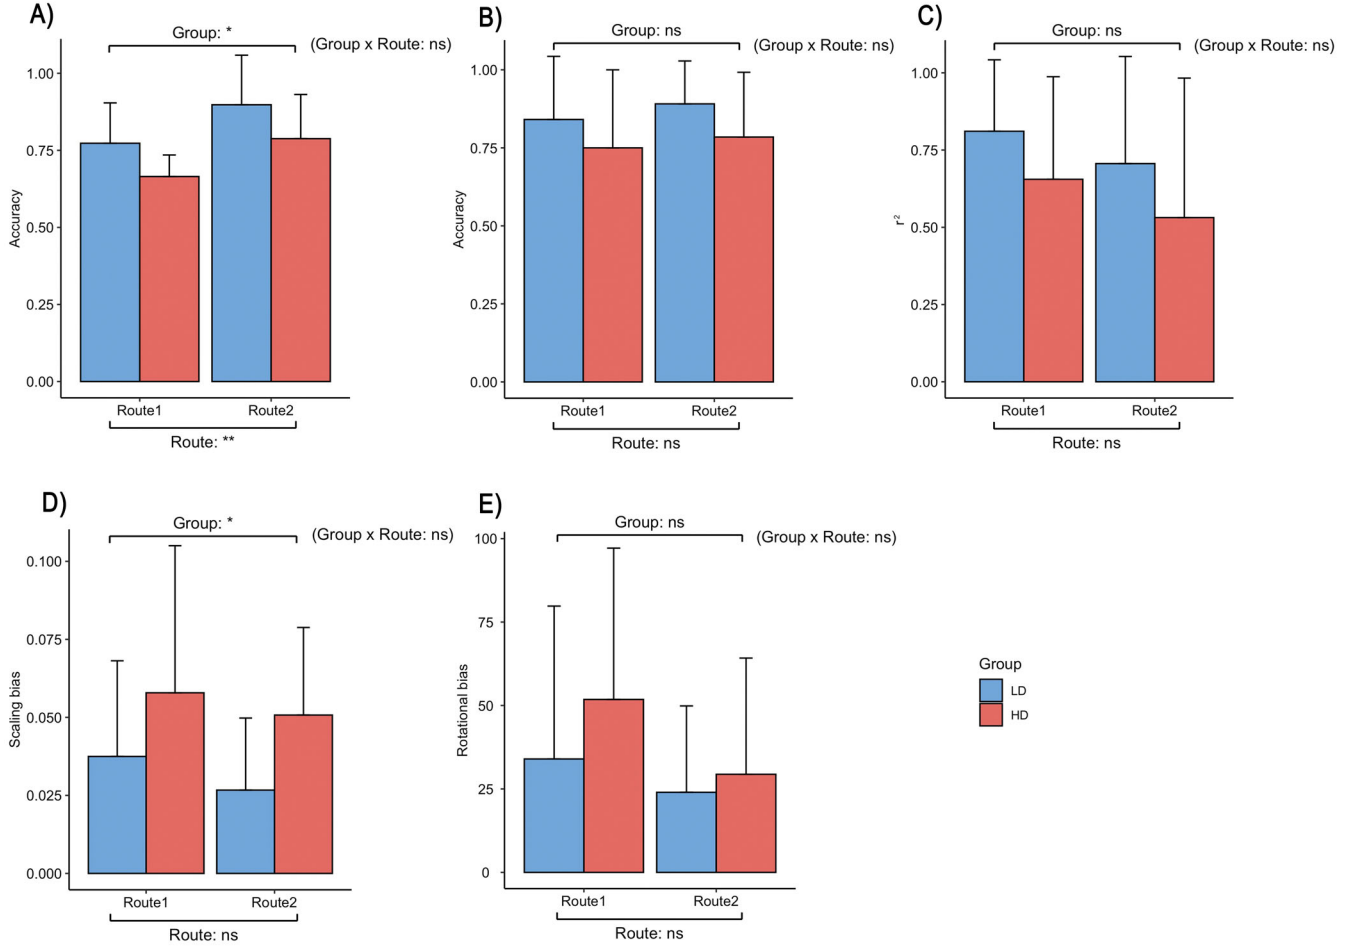 A)
Group: *
(Group x Route: ns)
1.00
0.75
0.50
0.25
0.00
Accuracy
Route1 Route2
Route: **
B)
Group: ns
(Group x Route: ns)
1.00
0.75
0.50
0.25
0.00
Accuracy
Route1 Route2
Route: ns
C)
Group: ns
(Group x Route: ns)
1.00
0.75
0.50
0.25
0.00
r²
Route1 Route2
Route: ns
D)
Group: *
(Group x Route: ns)
0.100
0.075
0.050
0.025
0.000
Scaling bias
Route1 Route2
Route: ns
E)
Group: ns
(Group x Route: ns)
100
75
50
25
0
Rotational bias
Route1 Route2
Route: ns
Group
LD
HD